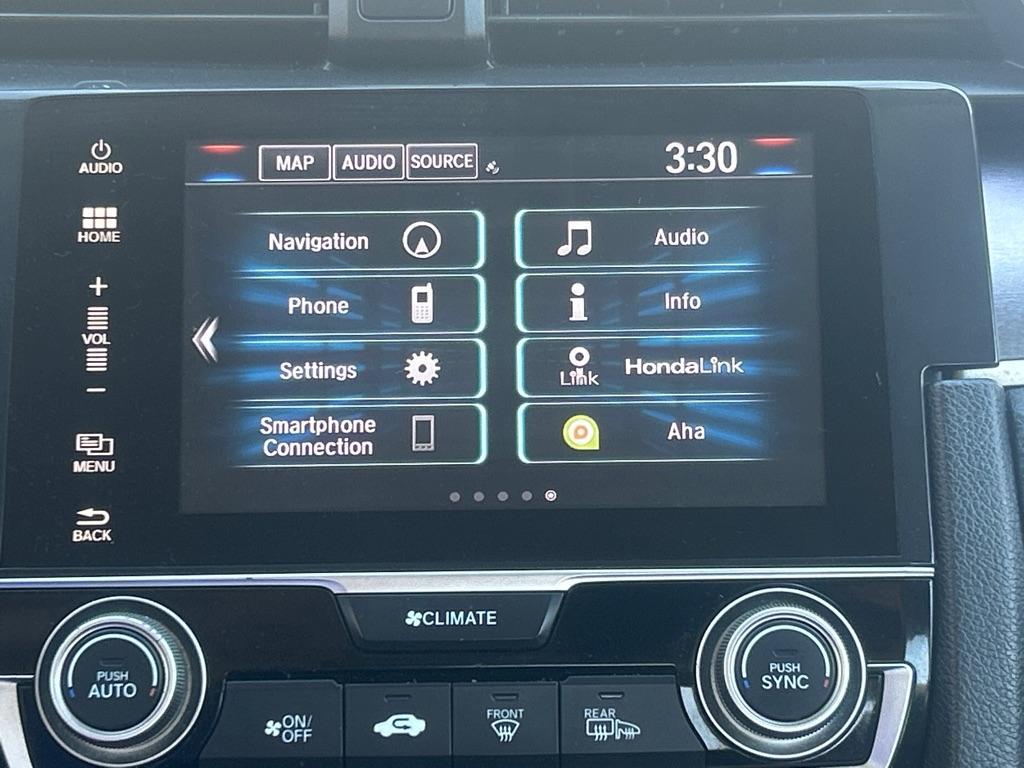 AUDIO
HOME
+
VOL
−
MENU
BACK
MAP AUDIO SOURCE 3:30
Navigation
Audio
Phone
Info
Settings
Link
HondaLink
Smartphone
Connection
Aha
CLIMATE
PUSH
AUTO
ON/
OFF
FRONT
REAR
PUSH
SYNC